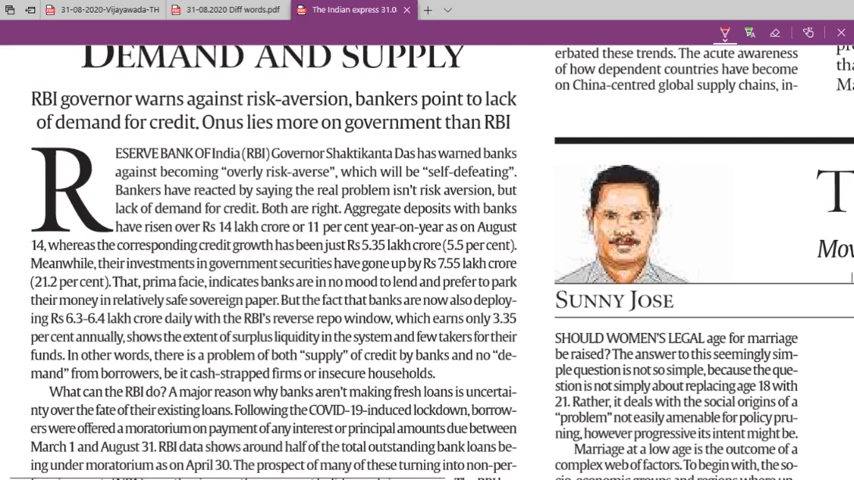 31-08-2020-Vijayawada-TH
31-08.2020 Diff words.pdf
The Indian express 31.0
DEMAND AND SUPPLY
RBI governor warns against risk-aversion, bankers point to lack
of demand for credit. Onus lies more on government than RBI
RESERVE BANK OF India (RBI) Governor Shaktikanta Das has warned banks
against becoming “overly risk-averse”, which will be “self-defeating”.
Bankers have reacted by saying the real problem isn’t risk aversion, but
lack of demand for credit. Both are right. Aggregate deposits with banks
have risen over Rs 14 lakh crore or 11 per cent year-on-year as on August
14, whereas the corresponding credit growth has been just Rs 5.35 lakh crore (5.5 per cent).
Meanwhile, their investments in government securities have gone up by Rs 7.55 lakh crore
(21.2 per cent). That, prima facie, indicates banks are in no mood to lend and prefer to park
their money in relatively safe sovereign paper. But the fact that banks are now also deploy-
ing Rs 6.3-6.4 lakh crore daily with the RBI’s reverse repo window, which earns only 3.35
per cent annually, shows the extent of surplus liquidity in the system and few takers for their
funds. In other words, there is a problem of both “supply” of credit by banks and no “de-
mand” from borrowers, be it cash-strapped firms or insecure households.
What can the RBI do? A major reason why banks aren’t making fresh loans is uncertai-
nty over the fate of their existing loans. Following the COVID-19-induced lockdown, borrow-
ers were offered a moratorium on payment of any interest or principal amounts due between
March 1 and August 31. RBI data shows around half of the total outstanding bank loans be-
ing under moratorium as on April 30. The prospect of many of these turning into non-per-
erbated these trends. The acute awareness
of how dependent countries have become
on China-centred global supply chains, in-
tha
Ma
T
Mov
SUNNY JOSE
SHOULD WOMEN’S LEGAL age for marriage
be raised? The answer to this seemingly sim-
ple question is not so simple, because the que-
stion is not simply about replacing age 18 with
21. Rather, it deals with the social origins of a
“problem” not easily amenable for policy pru-
ning, however progressive its intent might be.
Marriage at a low age is the outcome of a
complex web of factors. To begin with, the so-